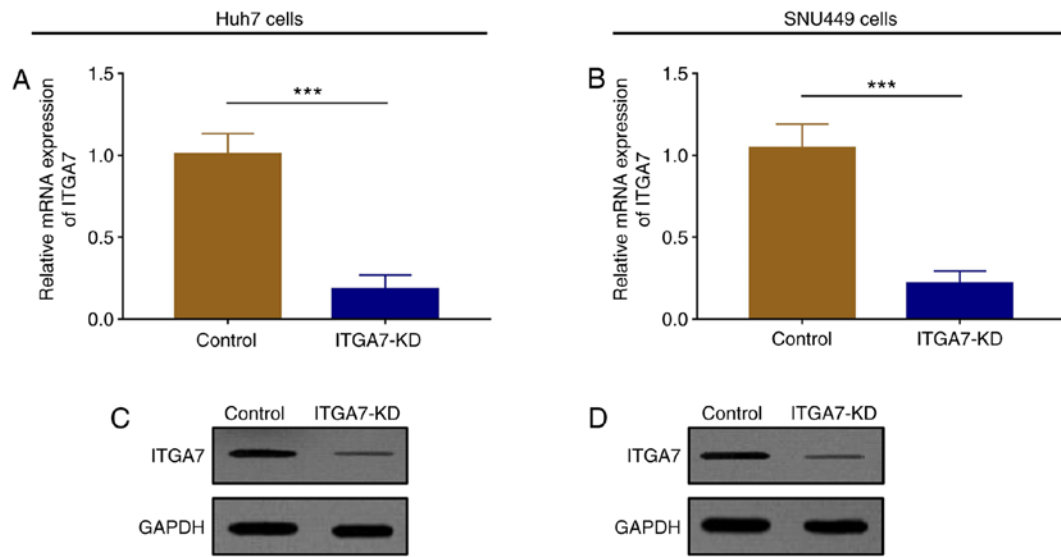 Huh7 cells
SNU449 cells
A
Relative mRNA expression
of ITGA7
1.5
1.0
0.5
0.0
***
Control
ITGA7-KD
B
Relative mRNA expression
of ITGA7
1.5
1.0
0.5
0.0
***
Control
ITGA7-KD
C
Control
ITGA7-KD
ITGA7
GAPDH
D
Control
ITGA7-KD
ITGA7
GAPDH